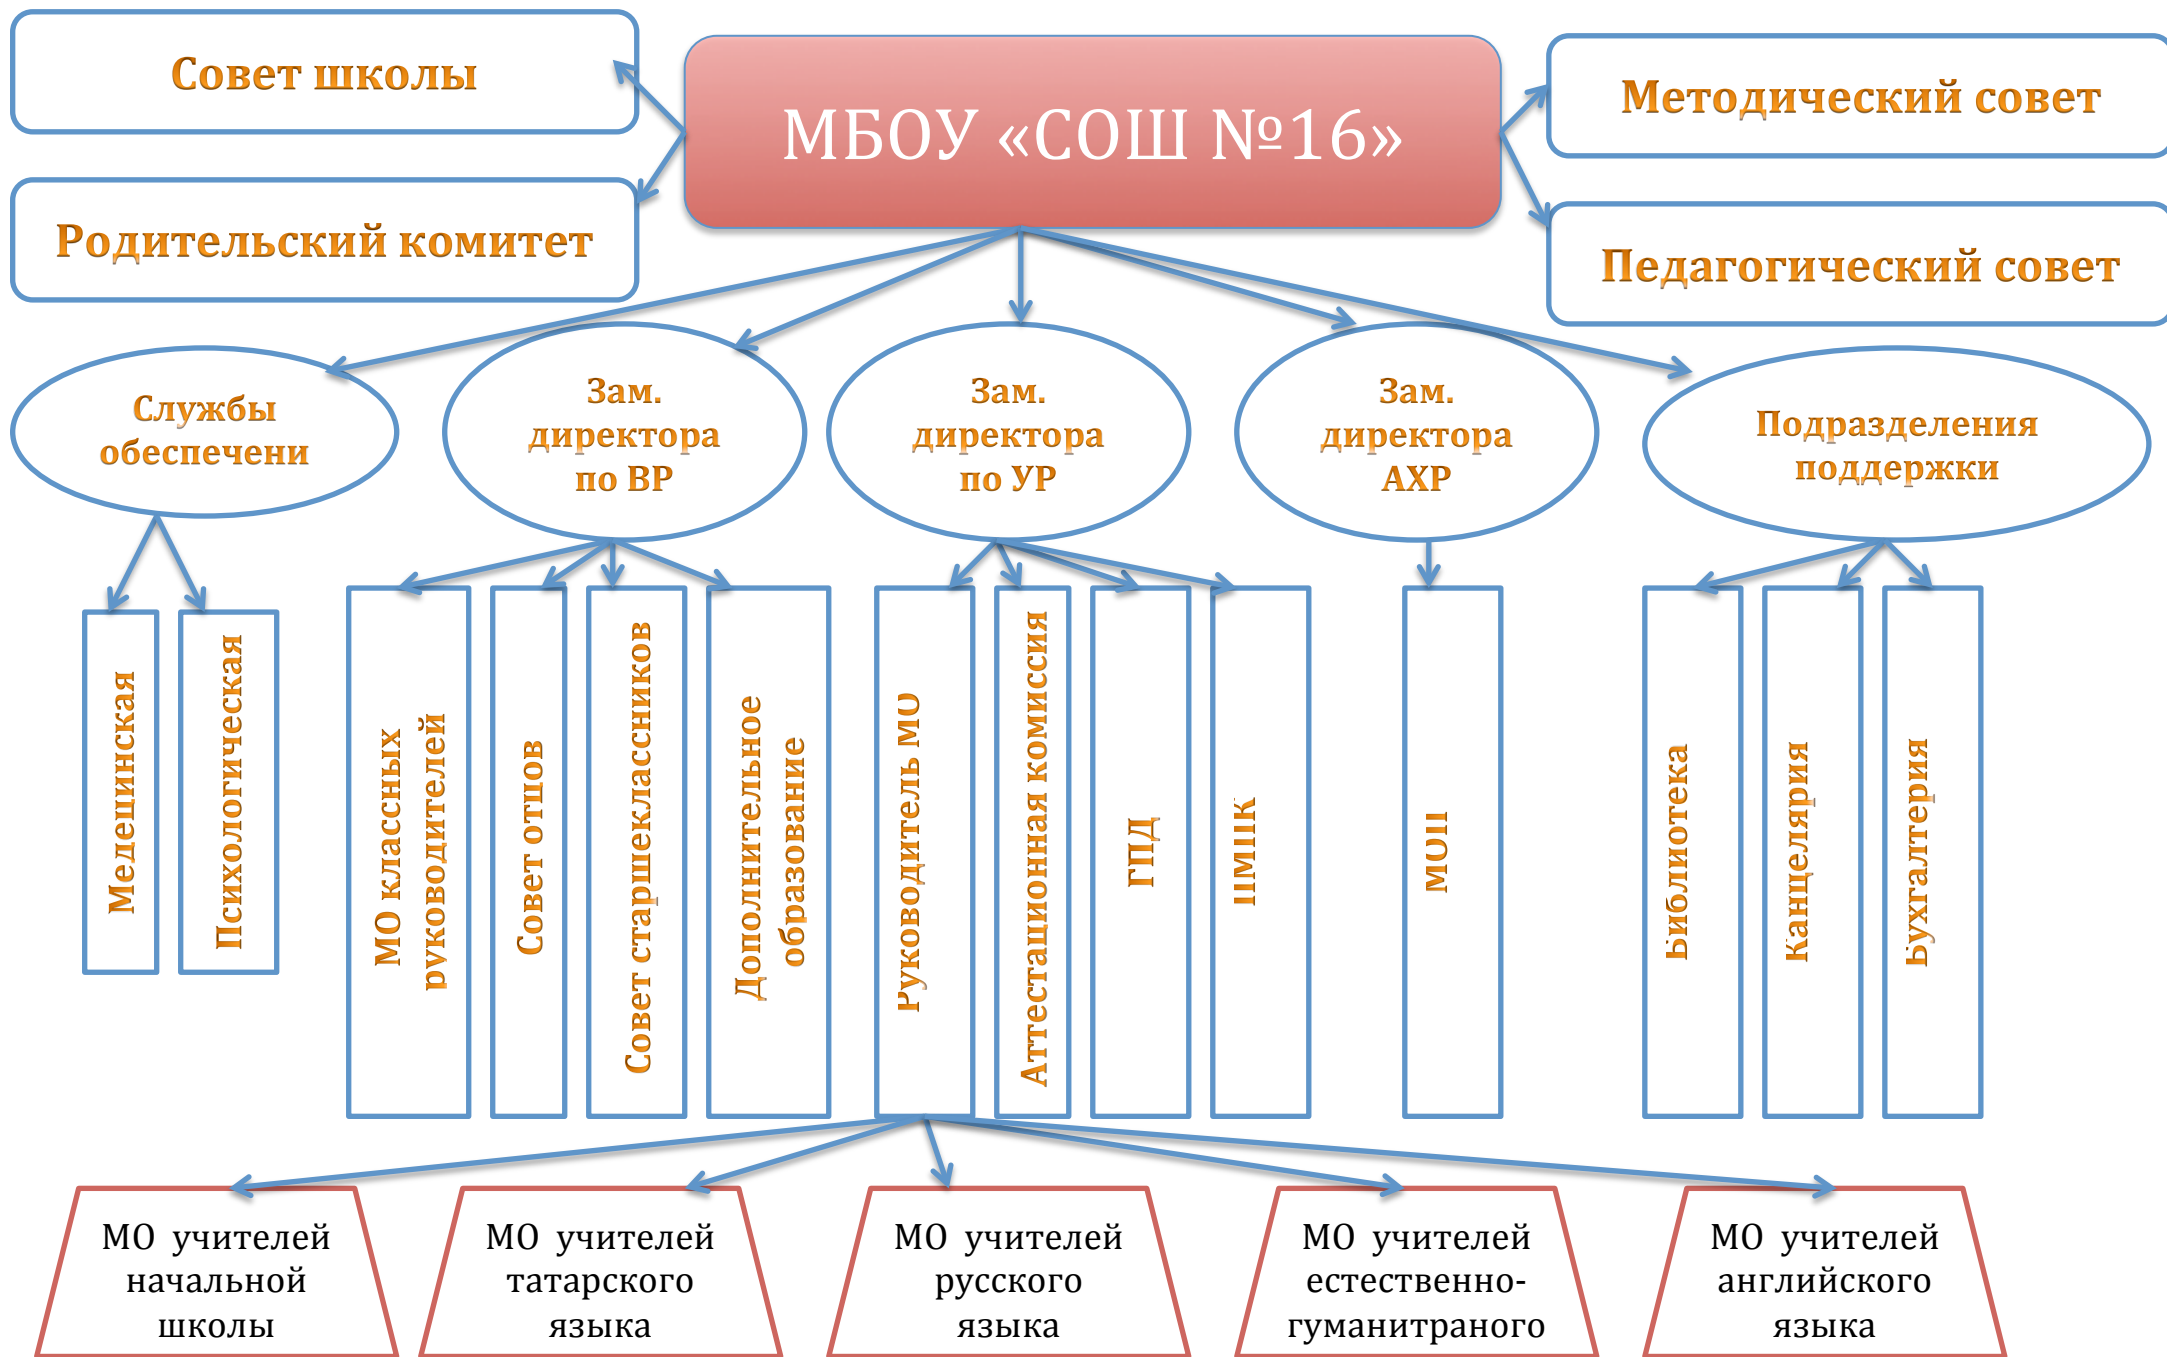 Совет школы
МБОУ «СОШ №16»
Методический совет
Родительский комитет
Педагогический совет
Службы
обеспечени
Зам.
директора
по ВР
Зам.
директора
по УР
Зам.
директора
АХР
Подразделения
поддержки
Медецинская
Психологическая
МО классных
руководителей
Совет отцов
Совет старшеклассников
Дополнительное
образование
Руководитель МО
Аттестационная комиссия
ГПД
ПМПК
МОП
Библиотека
Канцелярия
Бухгалтерия
МО учителей
начальной
школы
МО учителей
татарского
языка
МО учителей
русского
языка
МО учителей
естественно-
гуманитраного
МО учителей
английского
языка